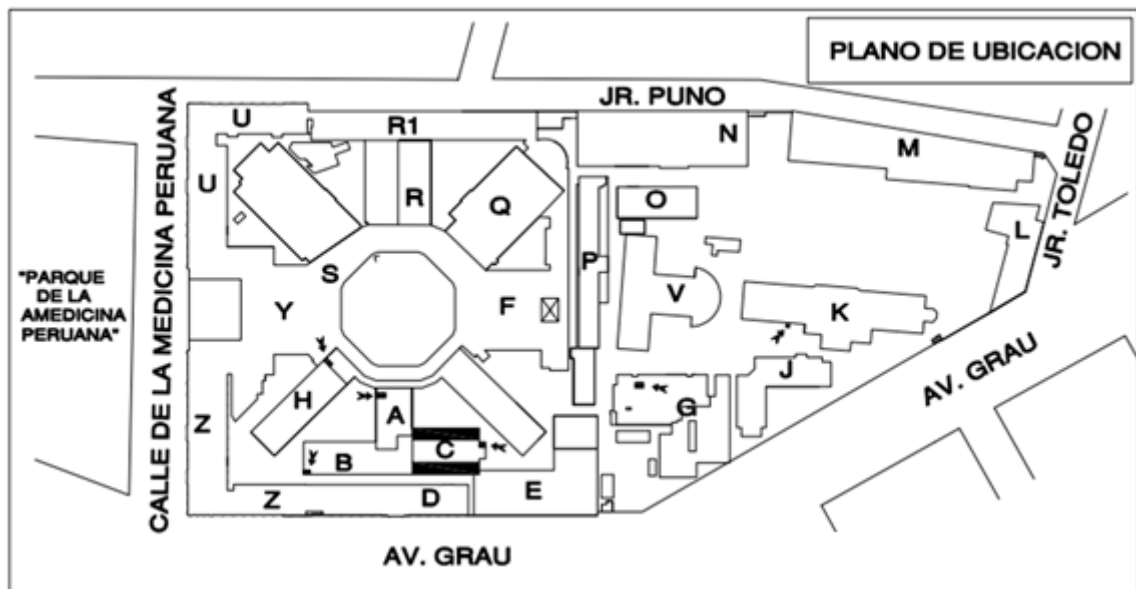 PLANO DE UBICACION
JR. PUNO
CALLE DE LA MEDICINA PERUANA
"PARQUE
DE LA
AMEDICINA
PERUANA"
JR. TOLEDO
AV. GRAU
AV. GRAU
U
R1
N
M
U
R
Q
O
L
S
P
V
Y
F
K
H
A
J
G
Z
B
C
Z
D
E